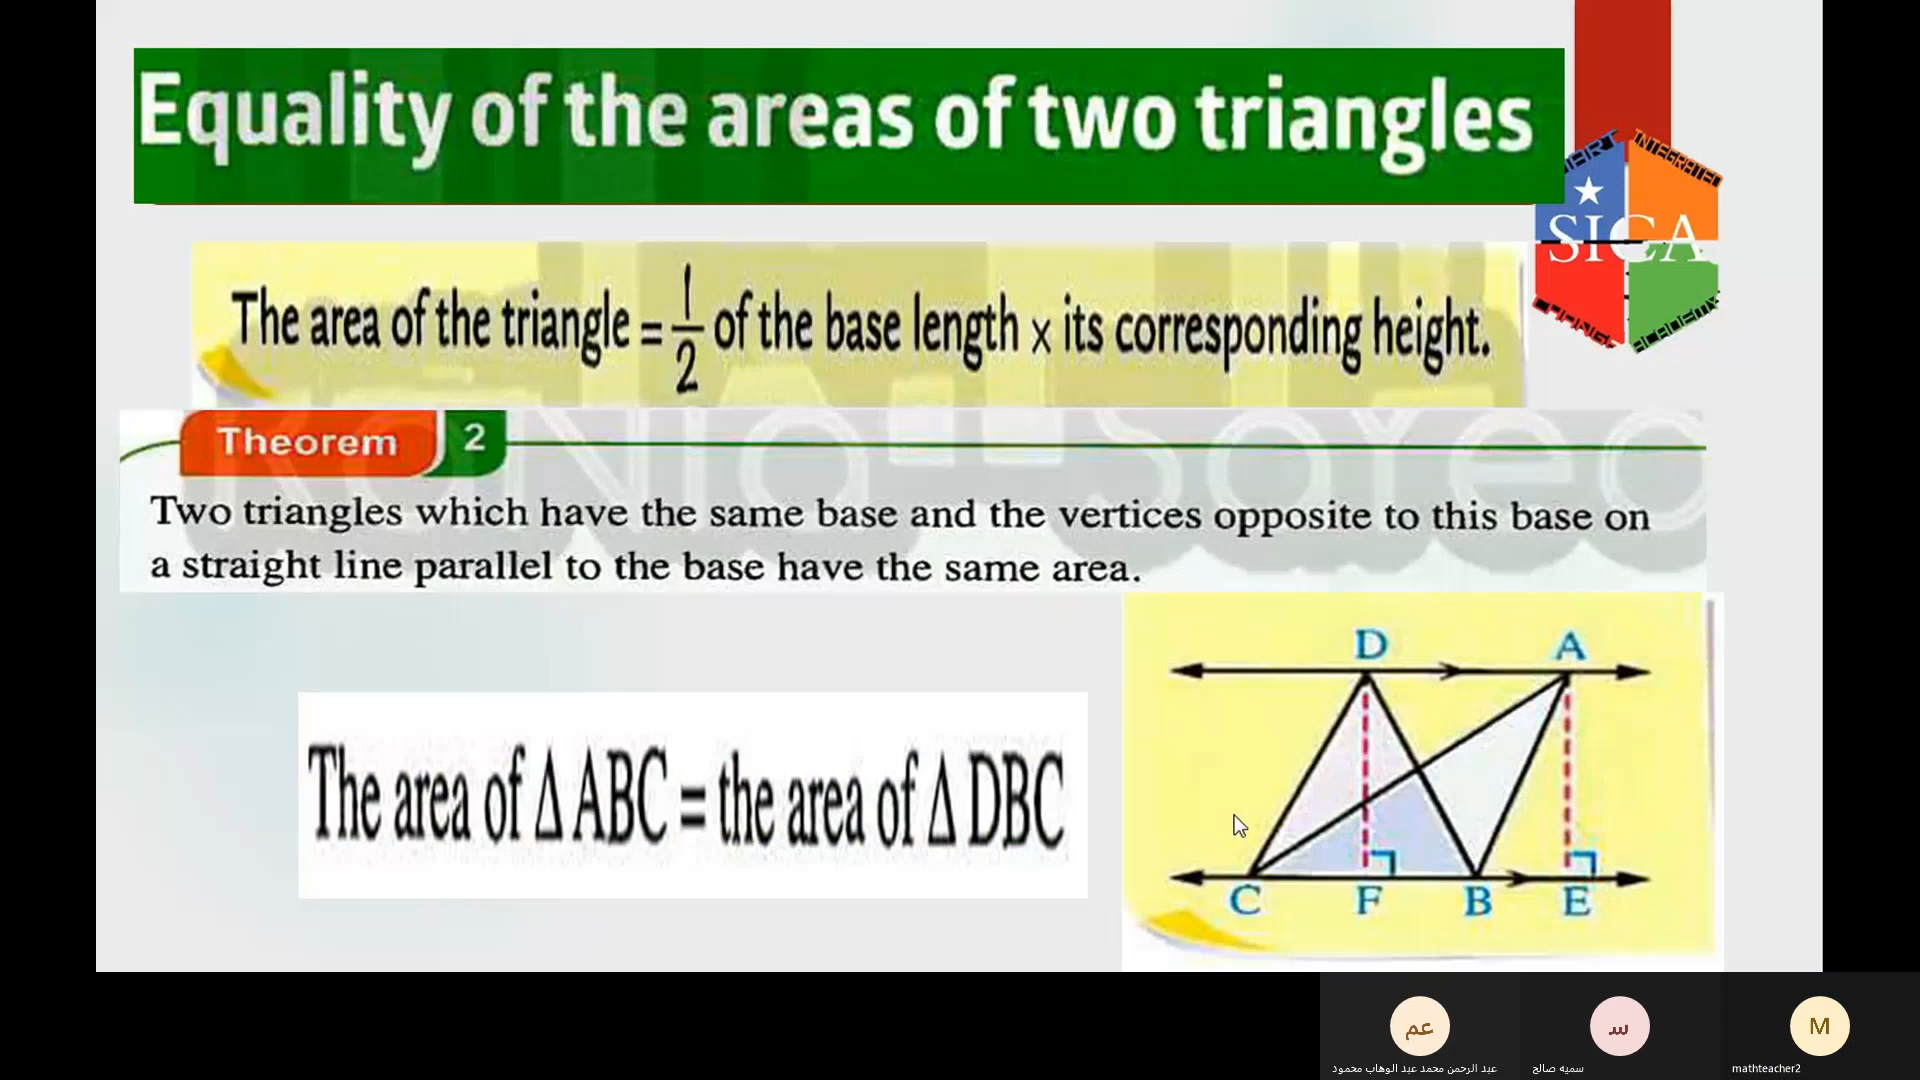 Equality of the areas of two triangles
INTEGRATED
SICA
ACADEMY
The area of the triangle = 1/2 of the base length × its corresponding height.
Theorem 2
Two triangles which have the same base and the vertices opposite to this base on
a straight line parallel to the base have the same area.
The area of Δ ABC = the area of Δ DBC
D A
C F B E
عم س M
عبد الرحمن محمد عبد الوهاب محمود سميه صالح mathteacher2